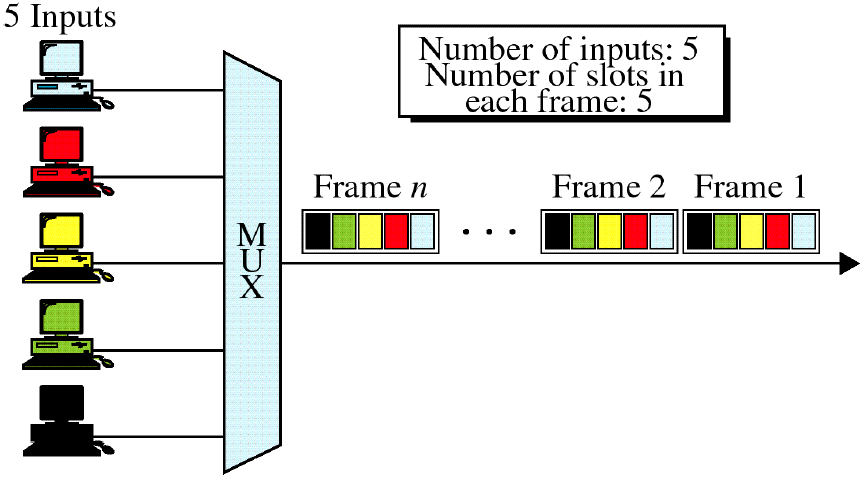 5 Inputs
Number of inputs: 5
Number of slots in
each frame: 5
Frame n
Frame 2
Frame 1
M
U
X